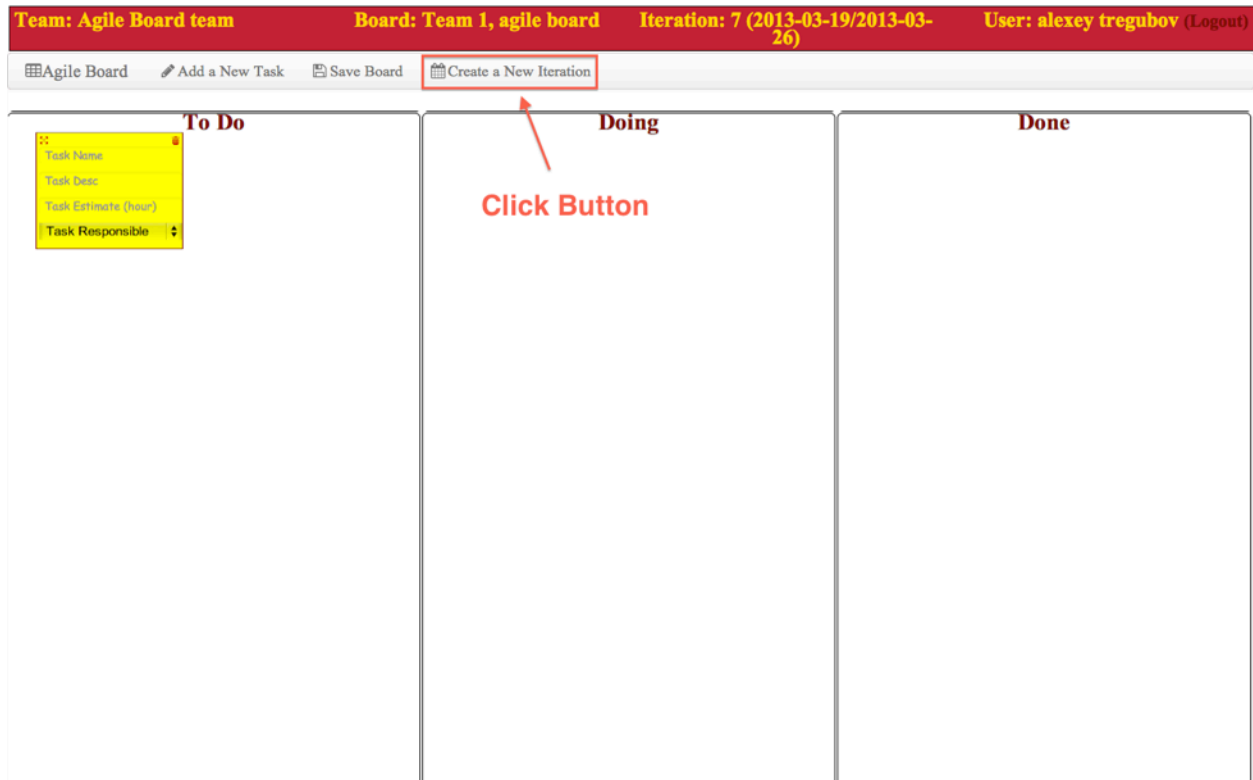 Team: Agile Board team
Board: Team 1, agile board
Iteration: 7 (2013-03-19/2013-03-
26)
User: alexey tregubov (Logout)
Agile Board
Add a New Task
Save Board
Create a New Iteration
To Do
Doing
Done
Task Name
Task Desc
Task Estimate (hour)
Task Responsible
Click Button